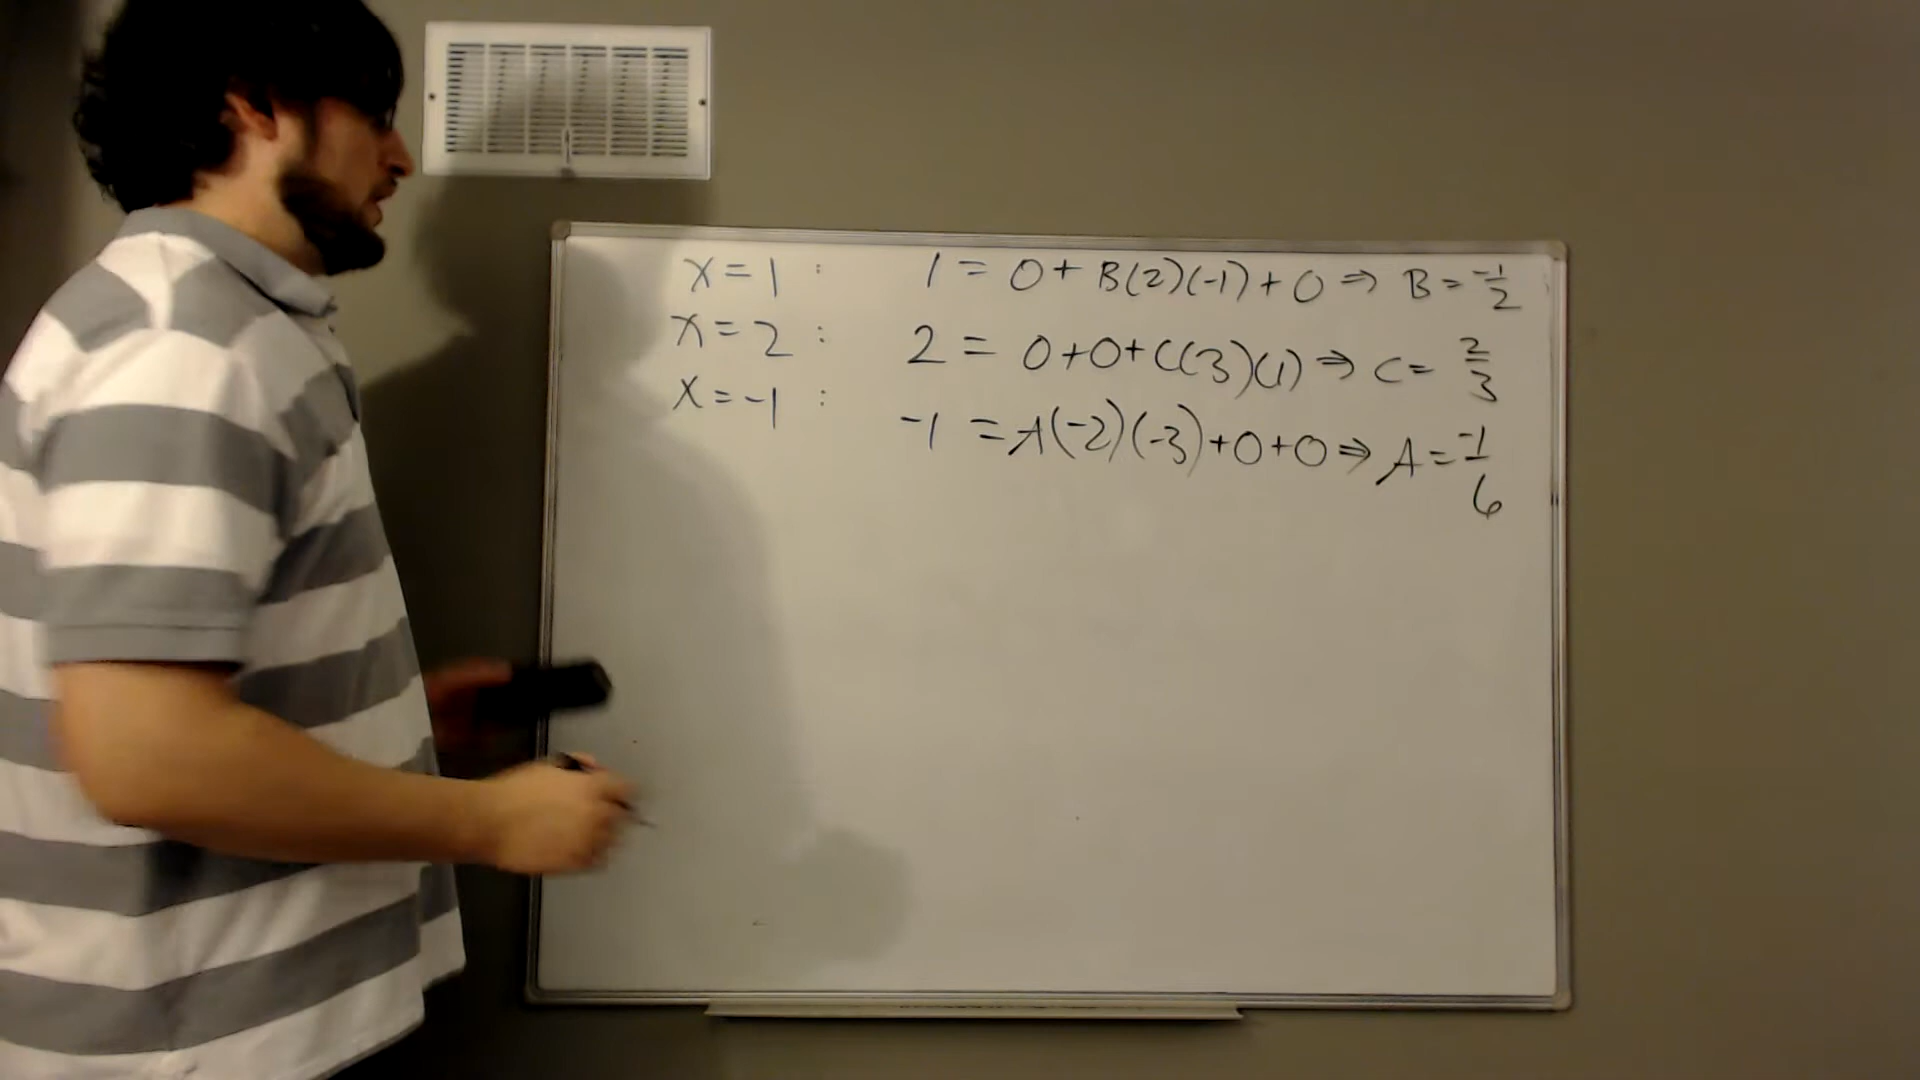 x = 1 : 1 = 0 + B(2)(-1) + 0 ⇒ B = -1/2
x = 2 : 2 = 0 + 0 + C(3)(1) ⇒ C = 2/3
x = -1 : -1 = A(-2)(-3) + 0 + 0 ⇒ A = -1/6